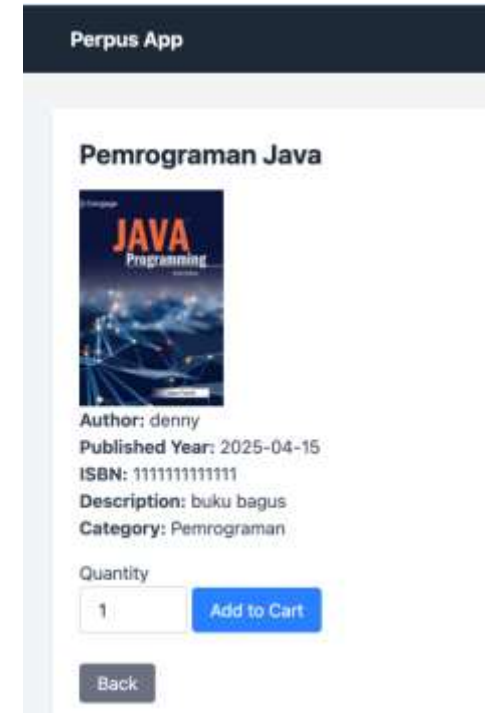 Perpus App
Pemrograman Java
Cengage
JAVA
Programming
Author: denny
Published Year: 2025-04-15
ISBN: 1111111111111
Description: buku bagus
Category: Pemrograman
Quantity
1
Add to Cart
Back